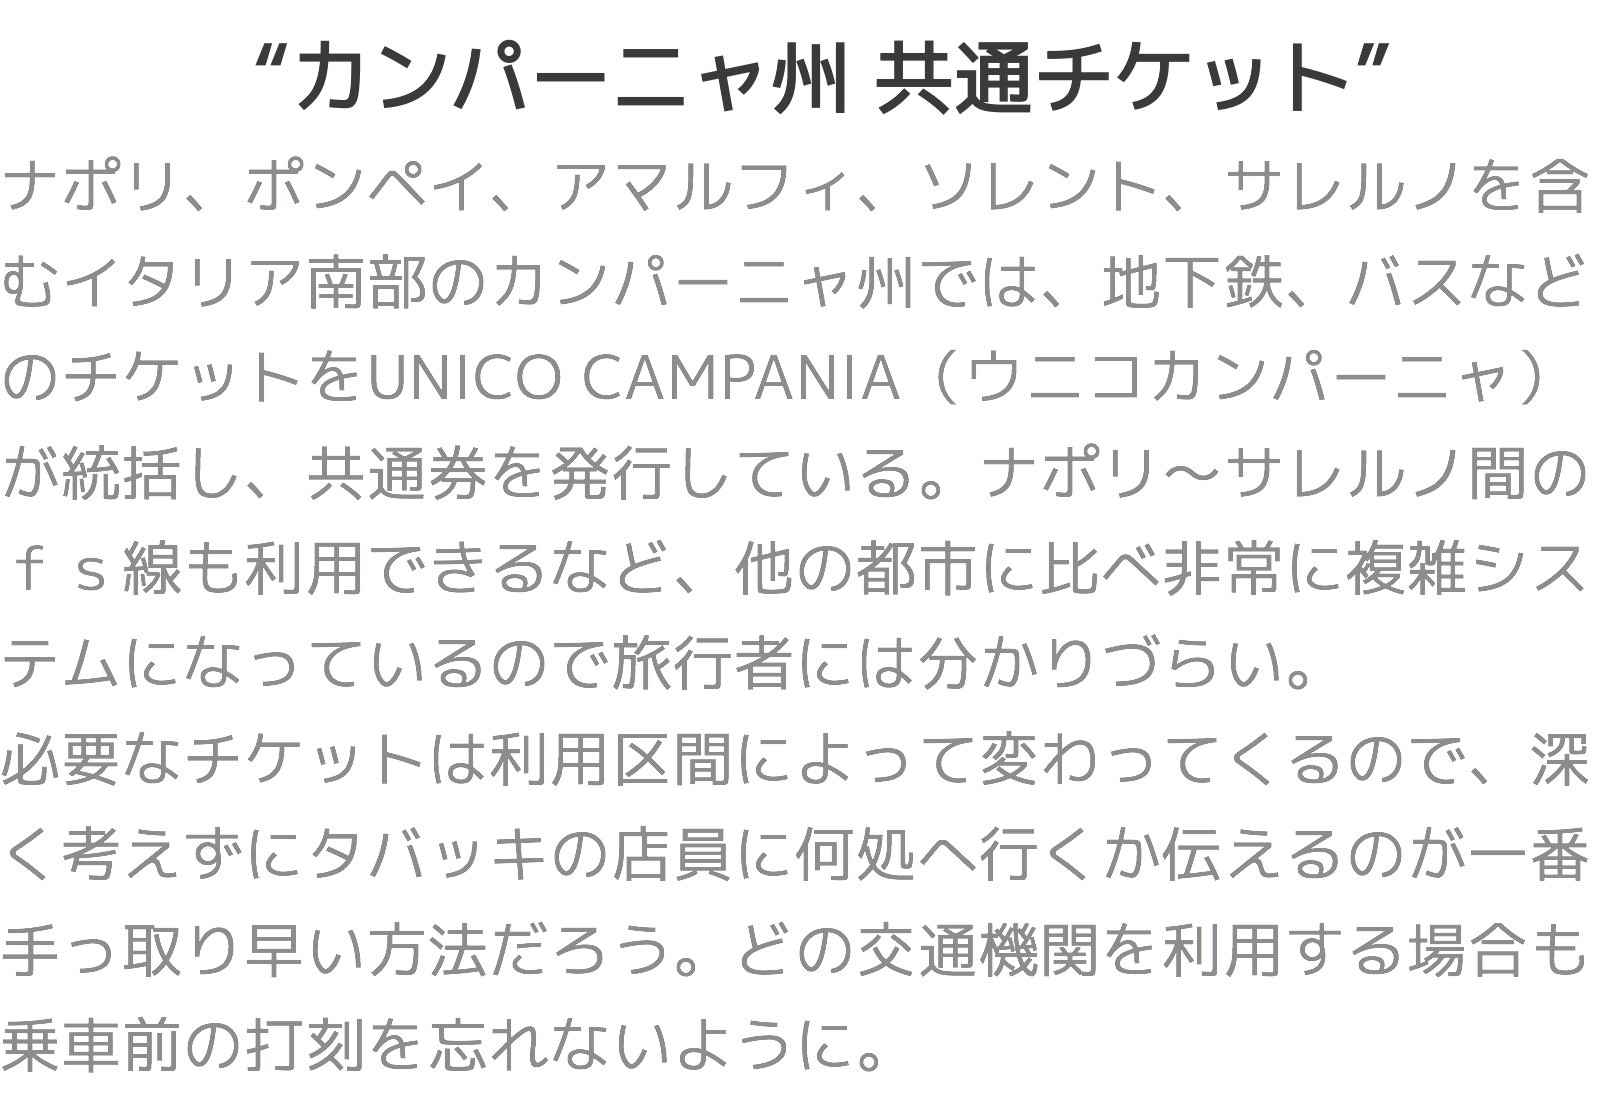 “カンパーニャ州 共通チケット”
ナポリ、ポンペイ、アマルフィ、ソレント、サレルノを含
むイタリア南部のカンパーニャ州では、地下鉄、バスなど
のチケットをUNICO CAMPANIA（ウニコカンパーニャ）
が統括し、共通券を発行している。ナポリ～サレルノ間の
ｆｓ線も利用できるなど、他の都市に比べ非常に複雑シス
テムになっているので旅行者には分かりづらい。
必要なチケットは利用区間によって変わってくるので、深
く考えずにタバッキの店員に何処へ行くか伝えるのが一番
手っ取り早い方法だろう。どの交通機関を利用する場合も
乗車前の打刻を忘れないように。